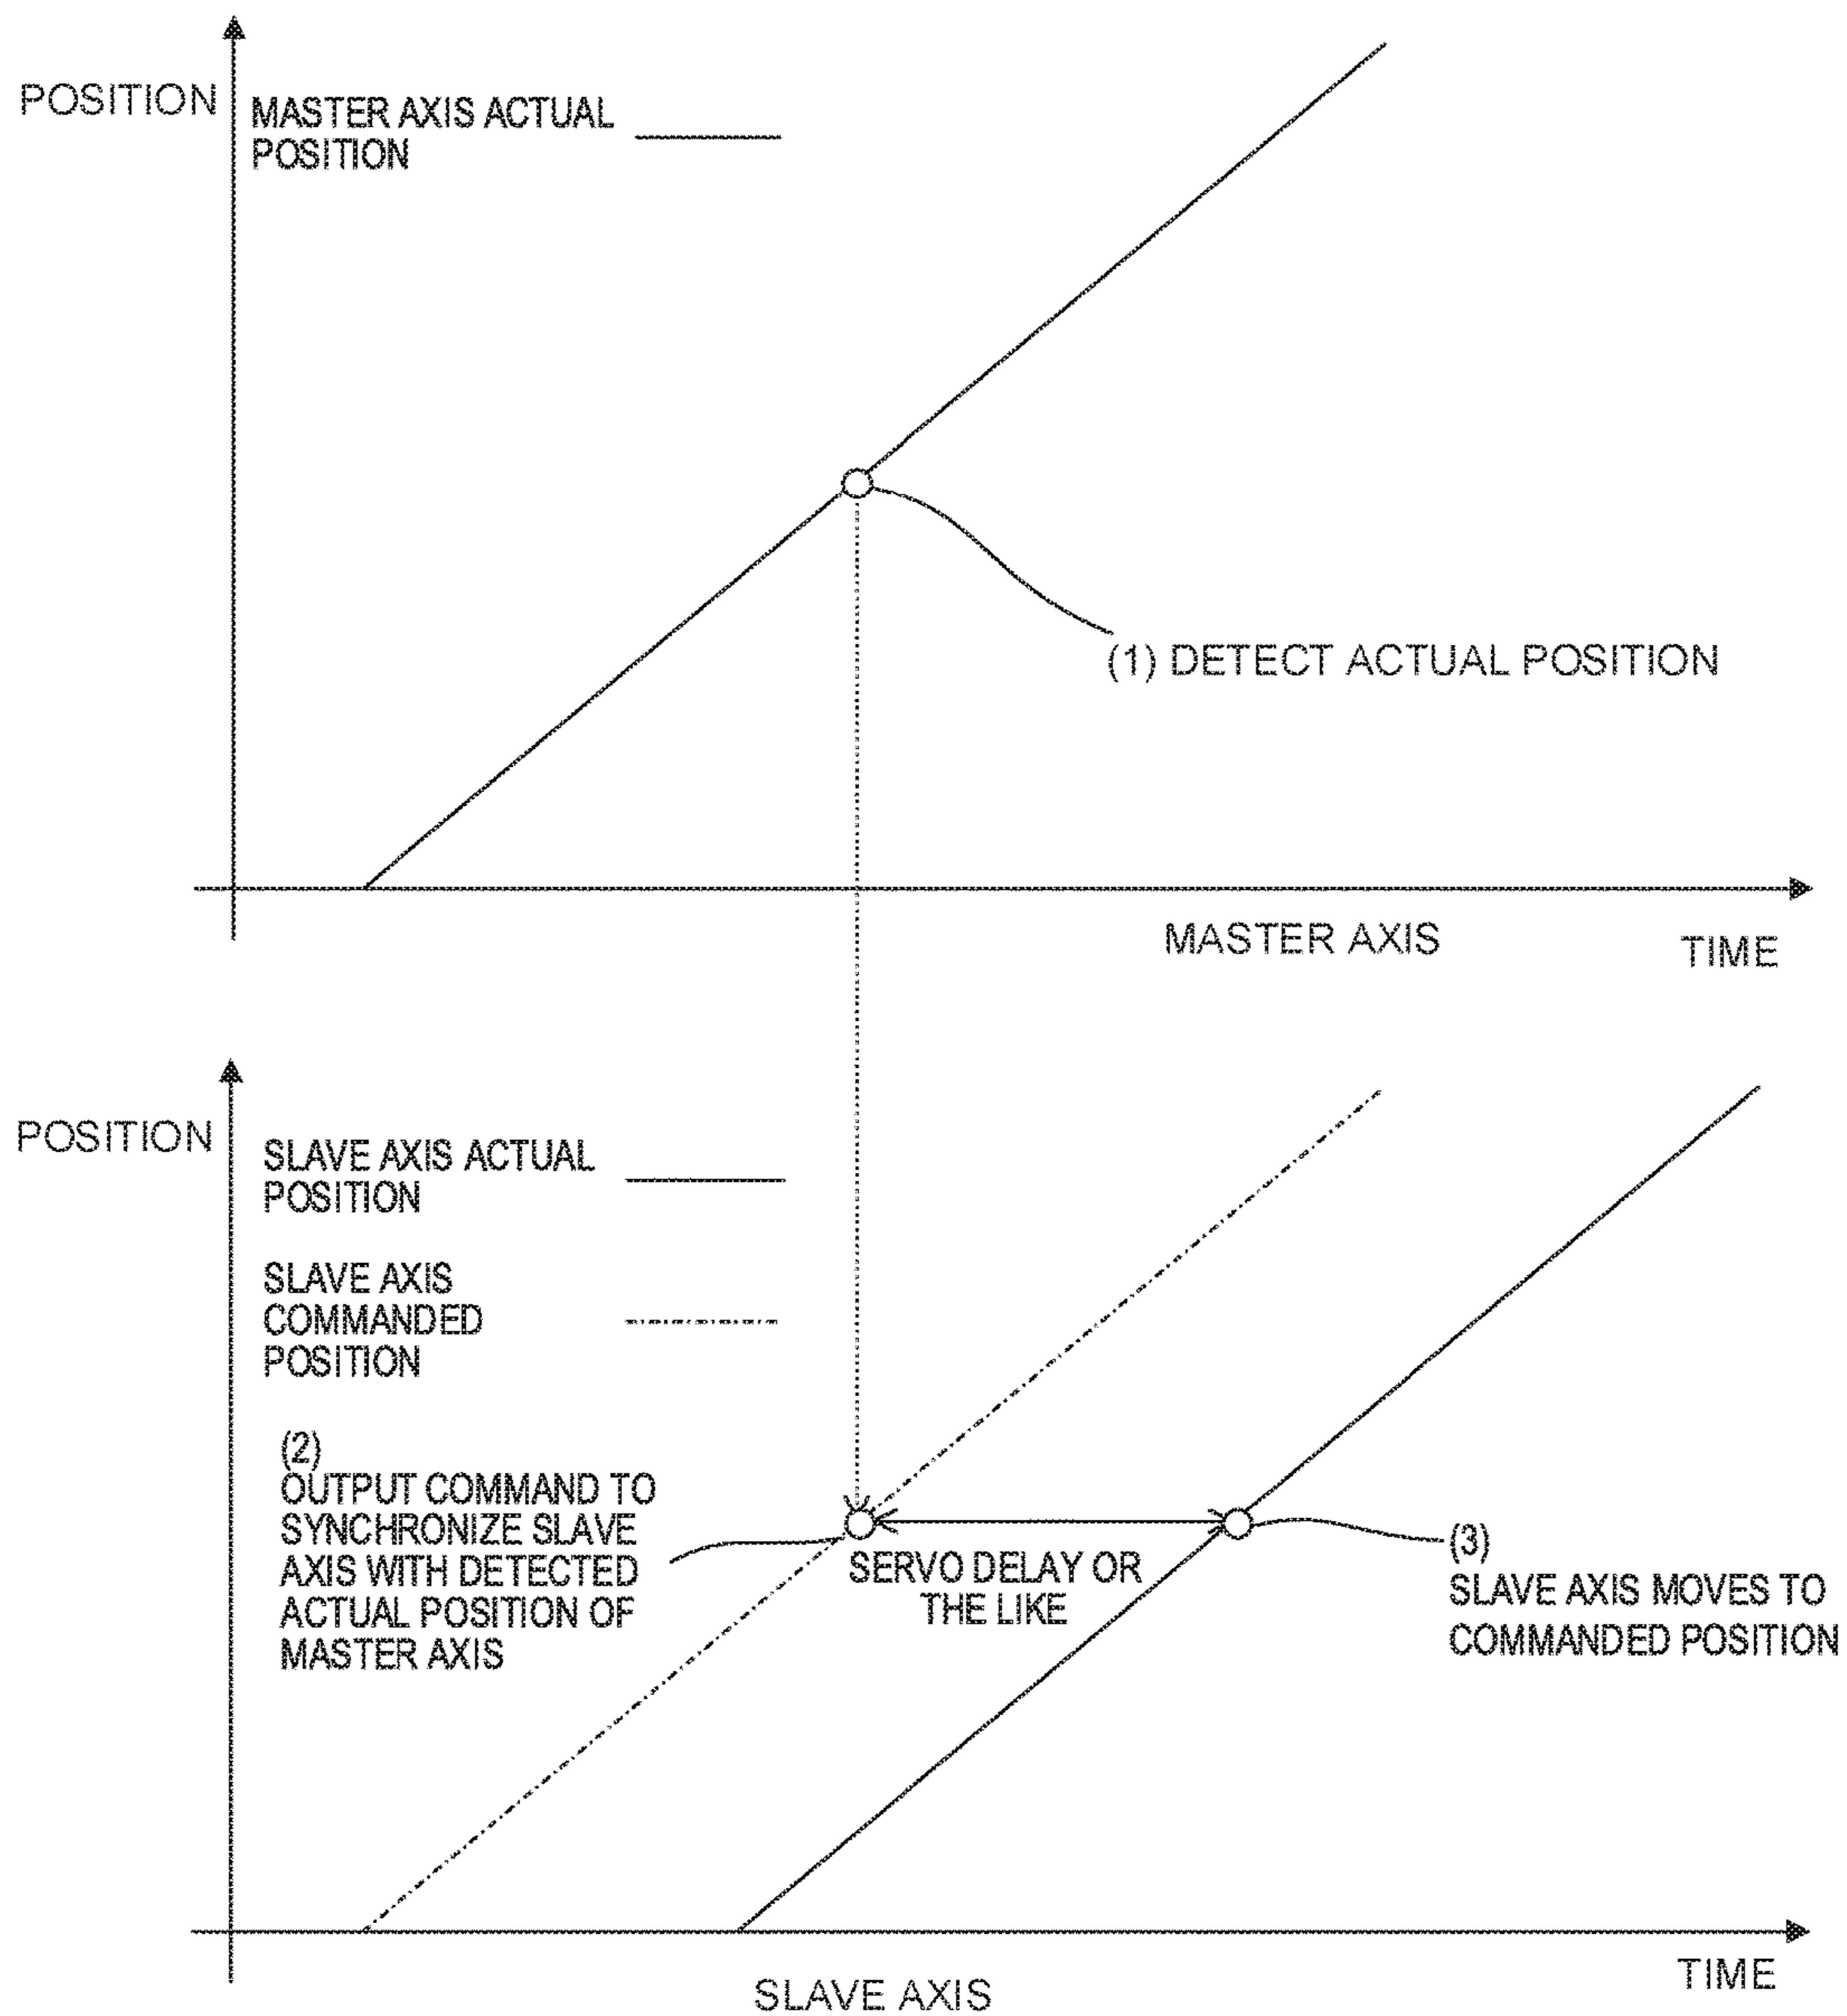 POSITION
MASTER AXIS ACTUAL
POSITION
(1) DETECT ACTUAL POSITION
MASTER AXIS
TIME
POSITION
SLAVE AXIS ACTUAL
POSITION
SLAVE AXIS
COMMANDED
POSITION
(2)
OUTPUT COMMAND TO
SYNCHRONIZE SLAVE
AXIS WITH DETECTED
ACTUAL POSITION OF
MASTER AXIS
SERVO DELAY OR
THE LIKE
(3)
SLAVE AXIS MOVES TO
COMMANDED POSITION
TIME
SLAVE AXIS